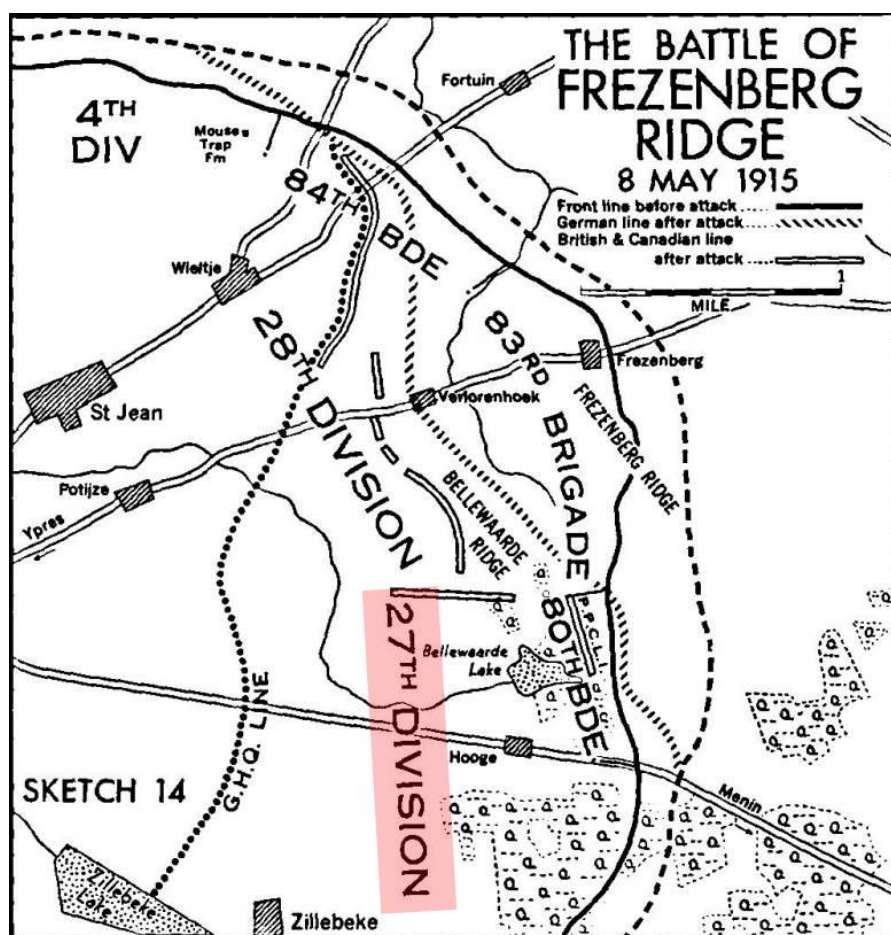 THE BATTLE OF
FREZENBERG
RIDGE
8 MAY 1915
Front line before attack
German line after attack
British & Canadian line
after attack
1
MILE
4TH
DIV
Mouse
Trap
Fm
Fortuin
84TH BDE
Wieltje
28TH DIVISION
83RD BRIGADE
Frezenberg
FREZENBERG RIDGE
St Jean
Verlorenhoek
Potijze
Ypres
BELLEWAARDE
RIDGE
27TH DIVISION
P.P.C.L.I.
80TH BDE
Bellewaarde
Lake
G.H.Q. LINE
Hooge
Menin
SKETCH 14
Zillebeke
Lake
Zillebeke